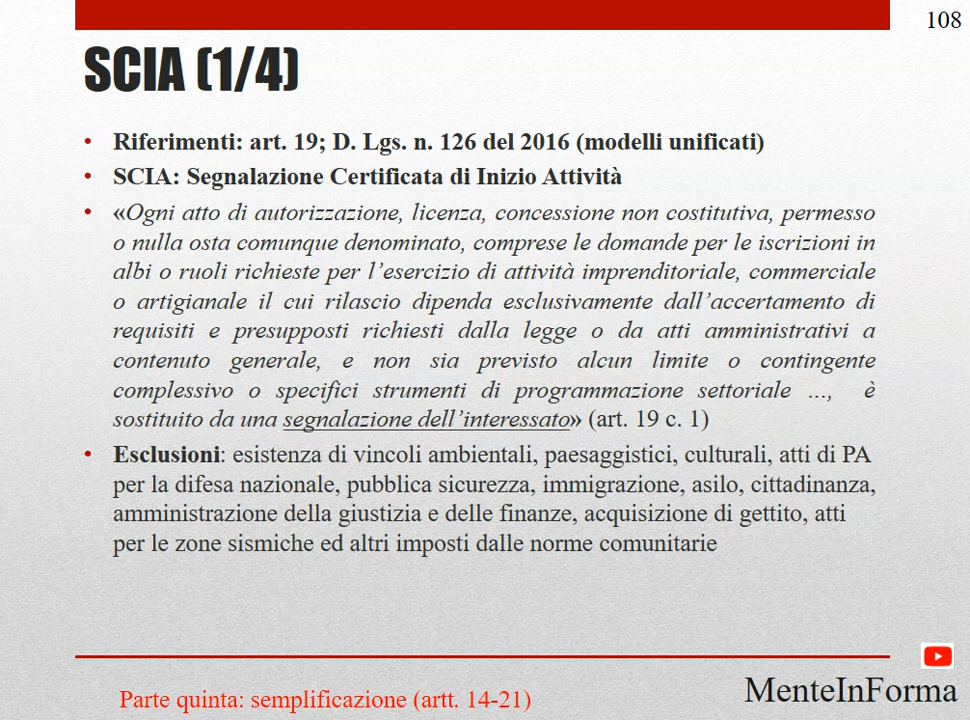 108
SCIA (1/4)
• Riferimenti: art. 19; D. Lgs. n. 126 del 2016 (modelli unificati)
• SCIA: Segnalazione Certificata di Inizio Attività
• «Ogni atto di autorizzazione, licenza, concessione non costitutiva, permesso
o nulla osta comunque denominato, comprese le domande per le iscrizioni in
albi o ruoli richieste per l’esercizio di attività imprenditoriale, commerciale
o artigianale il cui rilascio dipenda esclusivamente dall’accertamento di
requisiti e presupposti richiesti dalla legge o da atti amministrativi a
contenuto generale, e non sia previsto alcun limite o contingente
complessivo o specifici strumenti di programmazione settoriale ..., è
sostituito da una segnalazione dell’interessato» (art. 19 c. 1)
• Esclusioni: esistenza di vincoli ambientali, paesaggistici, culturali, atti di PA
per la difesa nazionale, pubblica sicurezza, immigrazione, asilo, cittadinanza,
amministrazione della giustizia e delle finanze, acquisizione di gettito, atti
per le zone sismiche ed altri imposti dalle norme comunitarie
Parte quinta: semplificazione (artt. 14-21)
MenteInForma